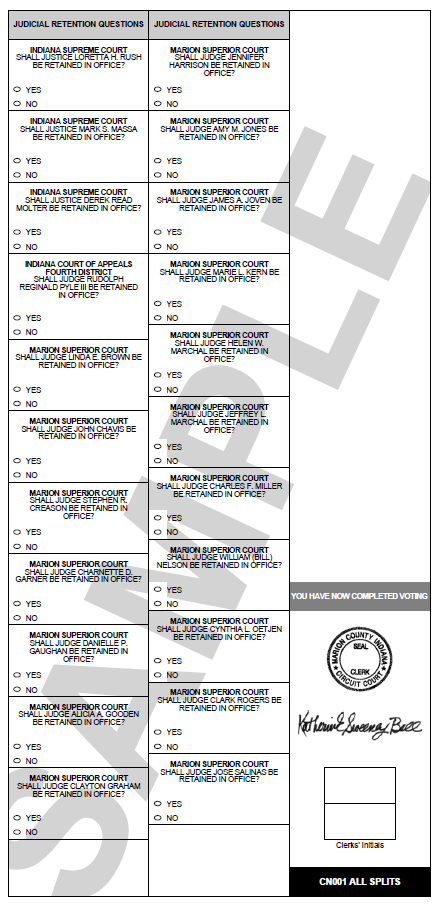 JUDICIAL RETENTION QUESTIONS
INDIANA SUPREME COURT
SHALL JUSTICE LORETTA H. RUSH
BE RETAINED IN OFFICE?
YES
NO
INDIANA SUPREME COURT
SHALL JUSTICE MARK S. MASSA
BE RETAINED IN OFFICE?
YES
NO
INDIANA SUPREME COURT
SHALL JUSTICE DEREK READ
MOLTER BE RETAINED IN OFFICE?
YES
NO
INDIANA COURT OF APPEALS
FOURTH DISTRICT
SHALL JUDGE RUDOLPH
REGINALD PYLE III BE RETAINED
IN OFFICE?
YES
NO
MARION SUPERIOR COURT
SHALL JUDGE LINDA E. BROWN BE
RETAINED IN OFFICE?
YES
NO
MARION SUPERIOR COURT
SHALL JUDGE JOHN CHAVIS BE
RETAINED IN OFFICE?
YES
NO
MARION SUPERIOR COURT
SHALL JUDGE STEPHEN R.
CREASON BE RETAINED IN
OFFICE?
YES
NO
MARION SUPERIOR COURT
SHALL JUDGE CHARNETTE D.
GARNER BE RETAINED IN OFFICE?
YES
NO
MARION SUPERIOR COURT
SHALL JUDGE DANIELLE P.
GAUGHAN BE RETAINED IN
OFFICE?
YES
NO
MARION SUPERIOR COURT
SHALL JUDGE ALICIA A. GOODEN
BE RETAINED IN OFFICE?
YES
NO
MARION SUPERIOR COURT
SHALL JUDGE CLAYTON GRAHAM
BE RETAINED IN OFFICE?
YES
NO
JUDICIAL RETENTION QUESTIONS
MARION SUPERIOR COURT
SHALL JUDGE JENNIFER
HARRISON BE RETAINED IN
OFFICE?
YES
NO
MARION SUPERIOR COURT
SHALL JUDGE AMY M. JONES BE
RETAINED IN OFFICE?
YES
NO
MARION SUPERIOR COURT
SHALL JUDGE JAMES A. JOVEN BE
RETAINED IN OFFICE?
YES
NO
MARION SUPERIOR COURT
SHALL JUDGE MARIE L. KERN BE
RETAINED IN OFFICE?
YES
NO
MARION SUPERIOR COURT
SHALL JUDGE HELEN W.
MARCHAL BE RETAINED IN
OFFICE?
YES
NO
MARION SUPERIOR COURT
SHALL JUDGE JEFFREY L.
MARCHAL BE RETAINED IN
OFFICE?
YES
NO
MARION SUPERIOR COURT
SHALL JUDGE CHARLES F. MILLER
BE RETAINED IN OFFICE?
YES
NO
MARION SUPERIOR COURT
SHALL JUDGE WILLIAM (BILL)
NELSON BE RETAINED IN OFFICE?
YES
NO
MARION SUPERIOR COURT
SHALL JUDGE CYNTHIA L. OETJEN
BE RETAINED IN OFFICE?
YES
NO
MARION SUPERIOR COURT
SHALL JUDGE CLARK ROGERS BE
RETAINED IN OFFICE?
YES
NO
MARION SUPERIOR COURT
SHALL JUDGE JOSE SALINAS BE
RETAINED IN OFFICE?
YES
NO
YOU HAVE NOW COMPLETED VOTING
MARION COUNTY INDIANA
SEAL
CLERK
CIRCUIT COURT
Katherine Sweeney Bell
Clerks' Initials
CN001 ALL SPLITS
SAMPLE